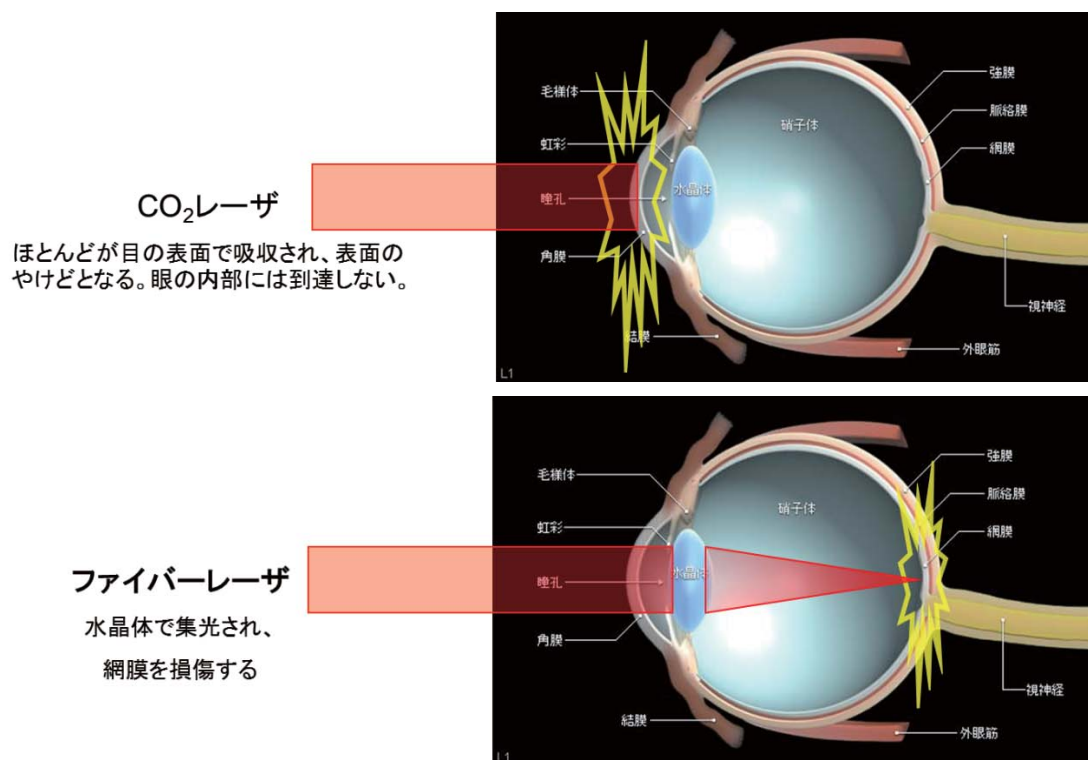 毛様体
虹彩
瞳孔
角膜
結膜
水晶体
硝子体
強膜
脈絡膜
網膜
視神経
外眼筋
L1
CO₂レーザ
ほとんどが目の表面で吸収され、表面の
やけどとなる。眼の内部には到達しない。
毛様体
虹彩
瞳孔
角膜
結膜
水晶体
硝子体
強膜
脈絡膜
網膜
視神経
外眼筋
L1
ファイバーレーザ
水晶体で集光され、
網膜を損傷する